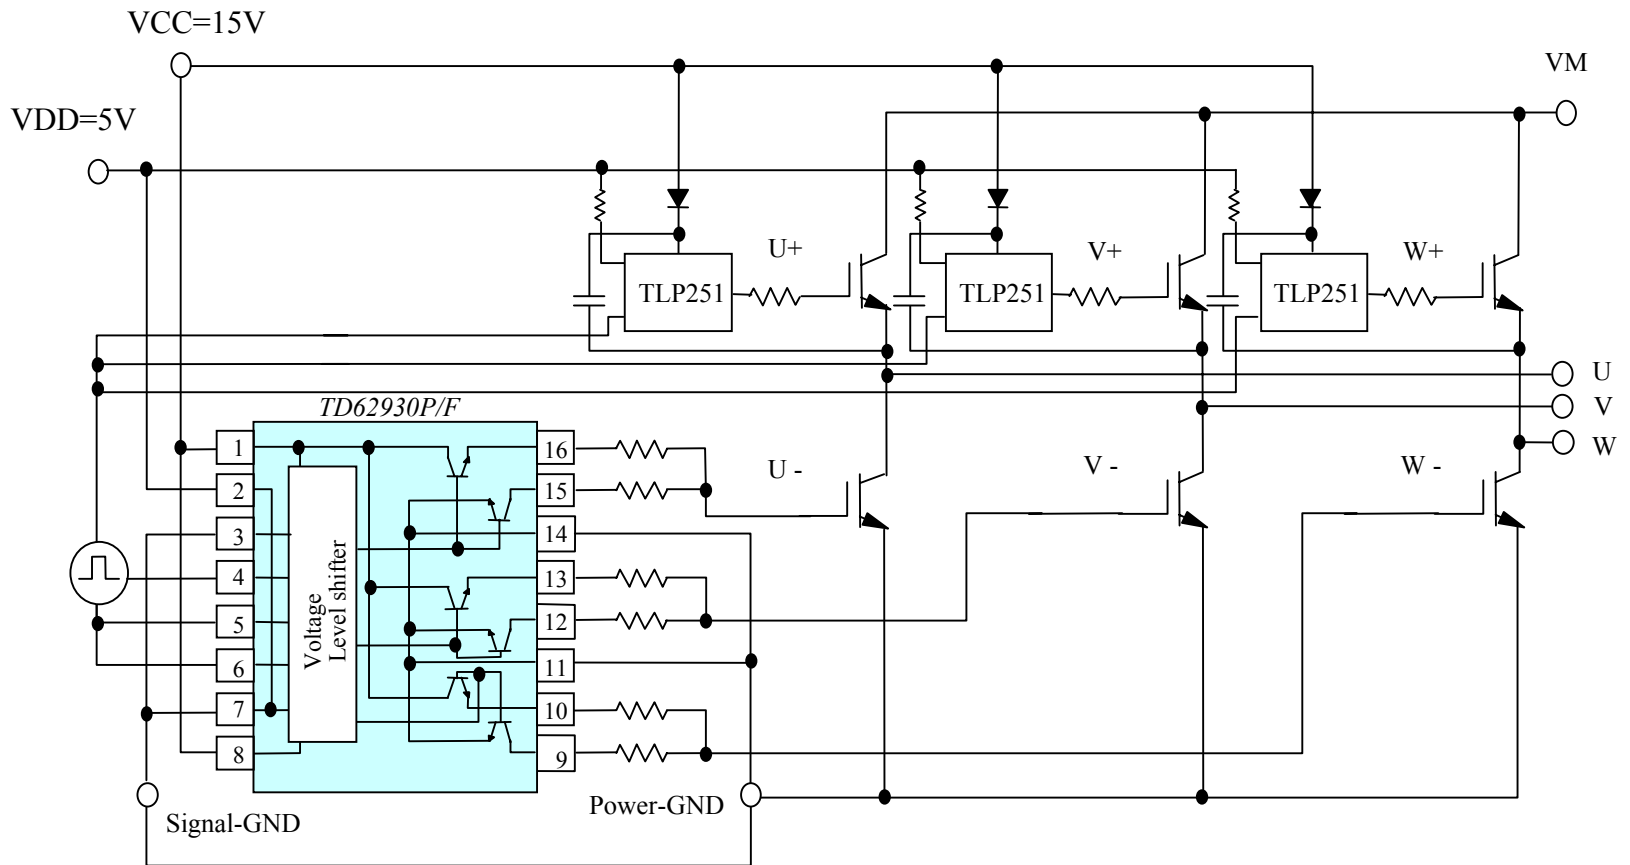 VCC=15V
VM
VDD=5V
U+
V+
W+
TLP251
TLP251
TLP251
U
V
W
TD62930P/F
1
2
3
4
5
6
7
8
Voltage
Level shifter
16
15
14
13
12
11
10
9
U -
V -
W -
Power-GND
Signal-GND